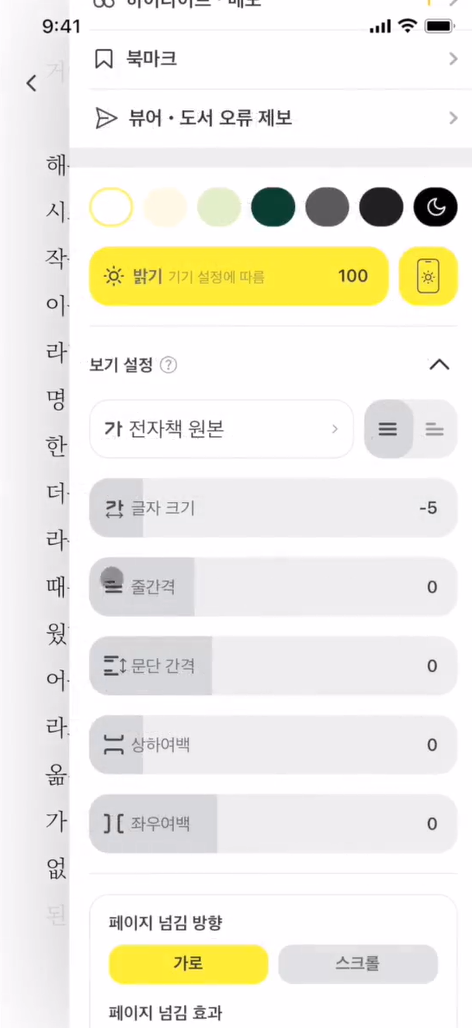 9:41
하이라이트・메모
북마크
뷰어・도서 오류 제보
해
시
작
이
라
명
한
더
라
때
웠
어
라
옮
가
없
된
밝기 기기 설정에 따름 100
보기 설정 ?
가 전자책 원본
간 글자 크기 -5
줄간격 0
문단 간격 0
상하여백 0
좌우여백 0
페이지 넘김 방향
가로 스크롤
페이지 넘김 효과